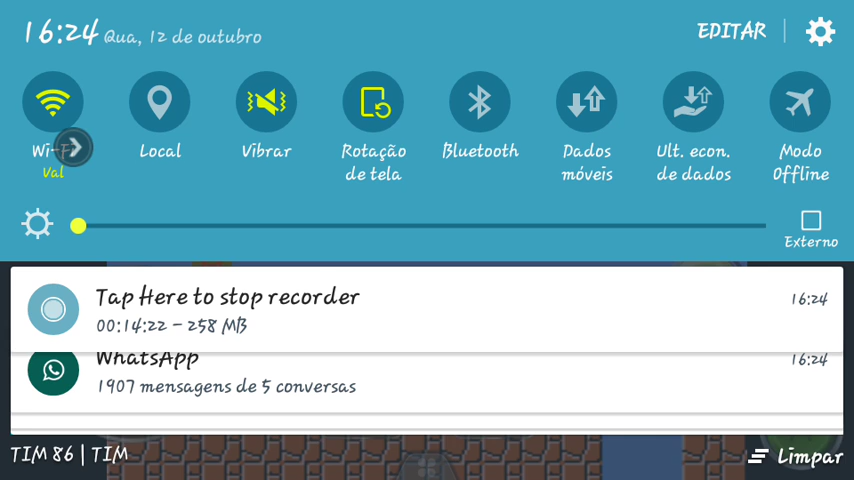 16:24 Qua, 12 de outubro
EDITAR
Wi-Fi
Val
Local
Vibrar
Rotação
de tela
Bluetooth
Dados
móveis
Ult. econ.
de dados
Modo
Offline
Externo
Tap Here to stop recorder
16:24
00:14:22 - 258 MB
WhatsApp
16:24
1907 mensagens de 5 conversas
TIM 86 | TIM
Limpar